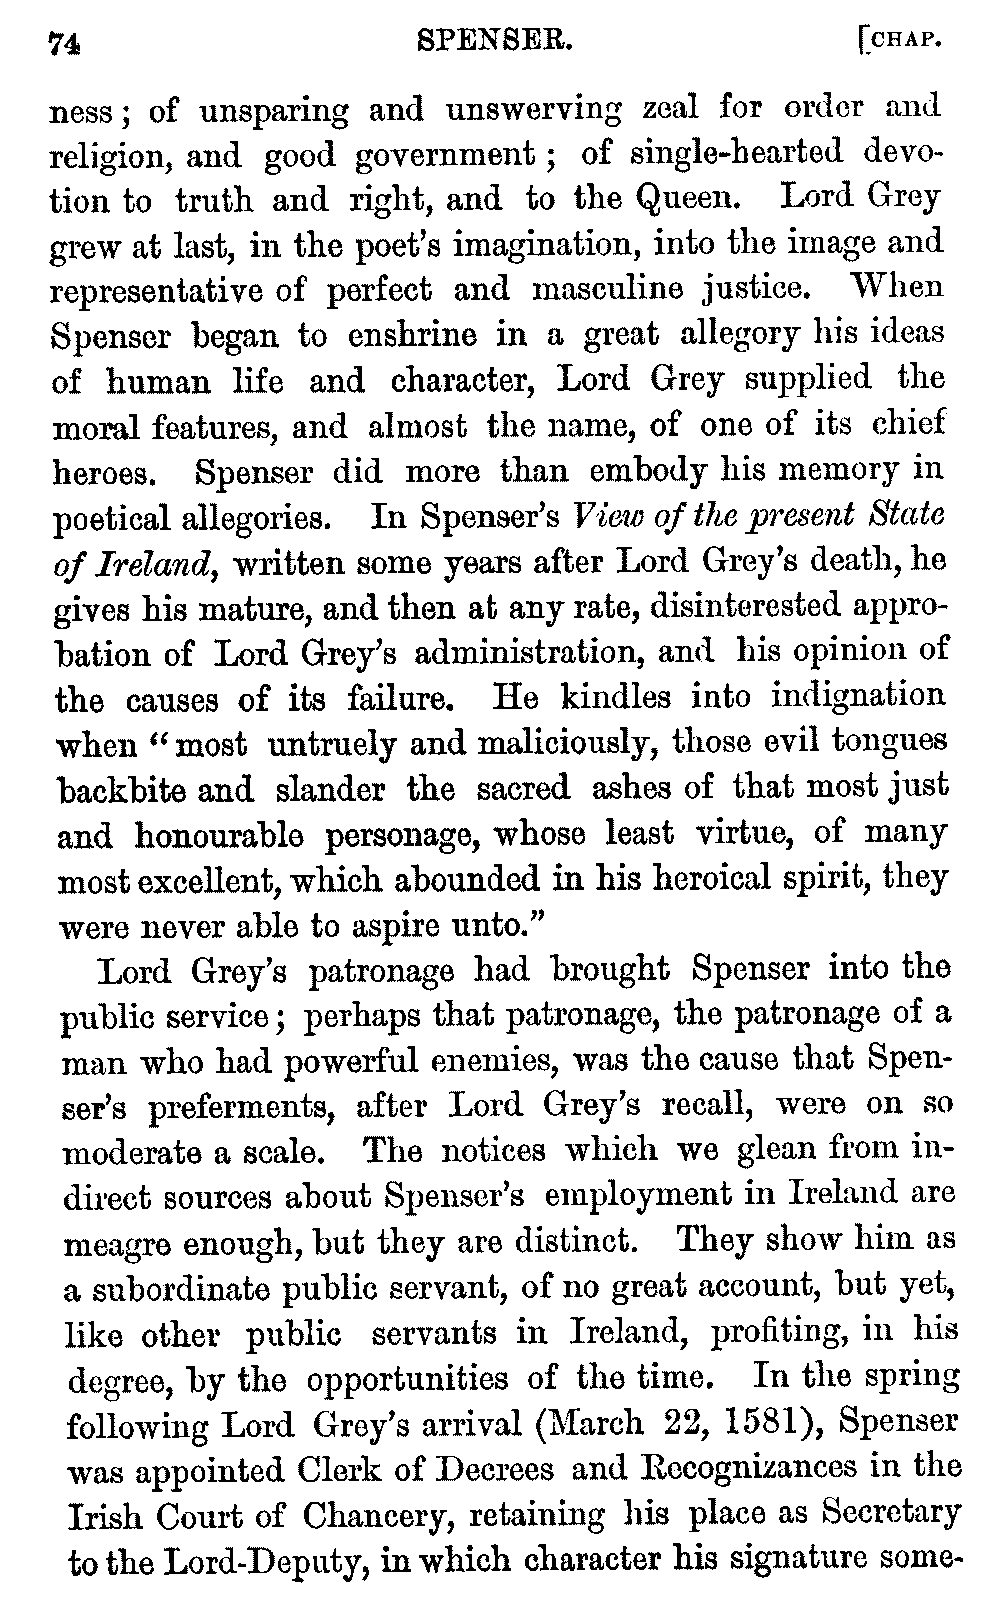 74 SPENSER. [CHAP.
ness; of unsparing and unswerving zeal for order and
religion, and good government; of single-hearted devo-
tion to truth and right, and to the Queen. Lord Grey
grew at last, in the poet's imagination, into the image and
representative of perfect and masculine justice. When
Spenser began to enshrine in a great allegory his ideas
of human life and character, Lord Grey supplied the
moral features, and almost the name, of one of its chief
heroes. Spenser did more than embody his memory in
poetical allegories. In Spenser's View of the present State
of Ireland, written some years after Lord Grey's death, he
gives his mature, and then at any rate, disinterested appro-
bation of Lord Grey's administration, and his opinion of
the causes of its failure. He kindles into indignation
when "most untruely and maliciously, those evil tongues
backbite and slander the sacred ashes of that most just
and honourable personage, whose least virtue, of many
most excellent, which abounded in his heroical spirit, they
were never able to aspire unto."
Lord Grey's patronage had brought Spenser into the
public service; perhaps that patronage, the patronage of a
man who had powerful enemies, was the cause that Spen-
ser's preferments, after Lord Grey's recall, were on so
moderate a scale. The notices which we glean from in-
direct sources about Spenser's employment in Ireland are
meagre enough, but they are distinct. They show him as
a subordinate public servant, of no great account, but yet,
like other public servants in Ireland, profiting, in his
degree, by the opportunities of the time. In the spring
following Lord Grey's arrival (March 22, 1581), Spenser
was appointed Clerk of Decrees and Recognizances in the
Irish Court of Chancery, retaining his place as Secretary
to the Lord-Deputy, in which character his signature some-